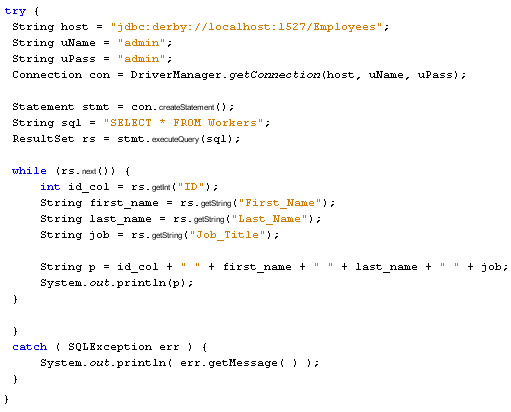 try {
String host = "jdbc:derby://localhost:1527/Employees";
String uName = "admin";
String uPass = "admin";
Connection con = DriverManager.getConnection(host, uName, uPass);
Statement stmt = con.createStatement();
String sql = "SELECT * FROM Workers";
ResultSet rs = stmt.executeQuery(sql);
while (rs.next()) {
int id_col = rs.getInt("ID");
String first_name = rs.getString("First_Name");
String last_name = rs.getString("Last_Name");
String job = rs.getString("Job_Title");
String p = id_col + " " + first_name + " " + last_name + " " + job;
System.out.println(p);
}
}
catch ( SQLException err ) {
System.out.println( err.getMessage( ) );
}
}